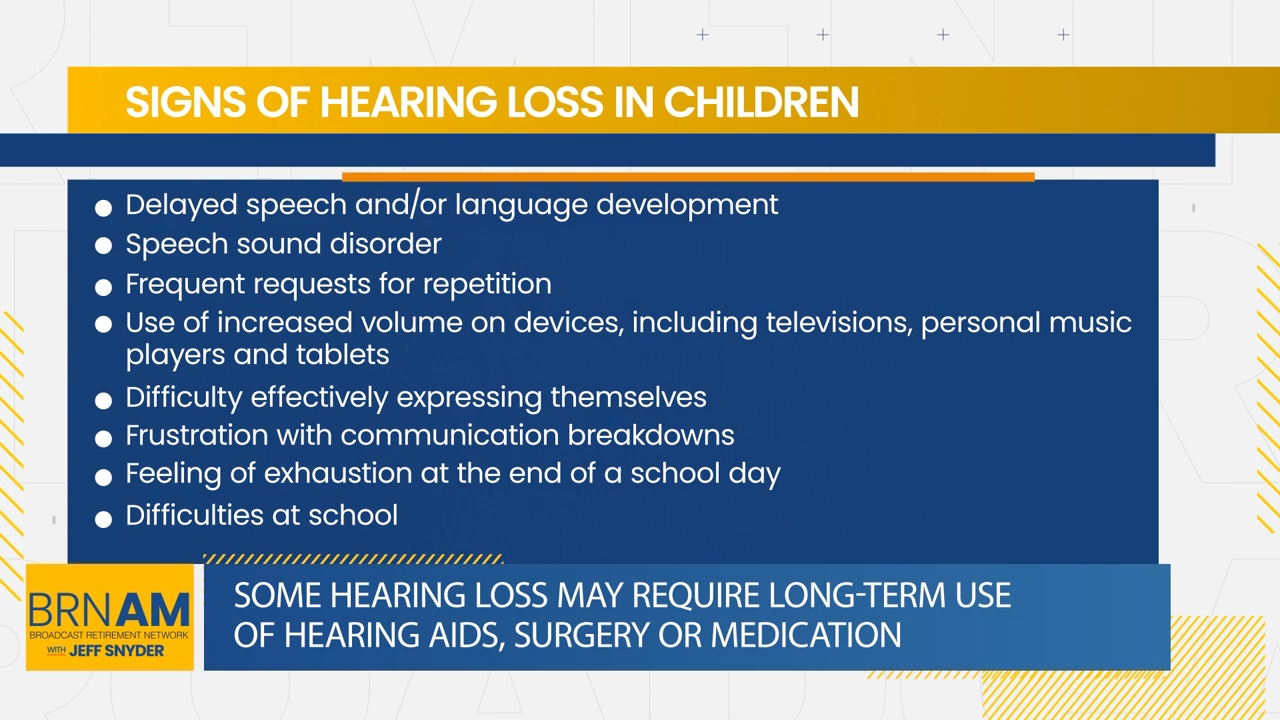 SIGNS OF HEARING LOSS IN CHILDREN
Delayed speech and/or language development
Speech sound disorder
Frequent requests for repetition
Use of increased volume on devices, including televisions, personal music
players and tablets
Difficulty effectively expressing themselves
Frustration with communication breakdowns
Feeling of exhaustion at the end of a school day
Difficulties at school
SOME HEARING LOSS MAY REQUIRE LONG-TERM USE
OF HEARING AIDS, SURGERY OR MEDICATION
BRNAM
BROADCAST RETIREMENT NETWORK
WITH JEFF SNYDER